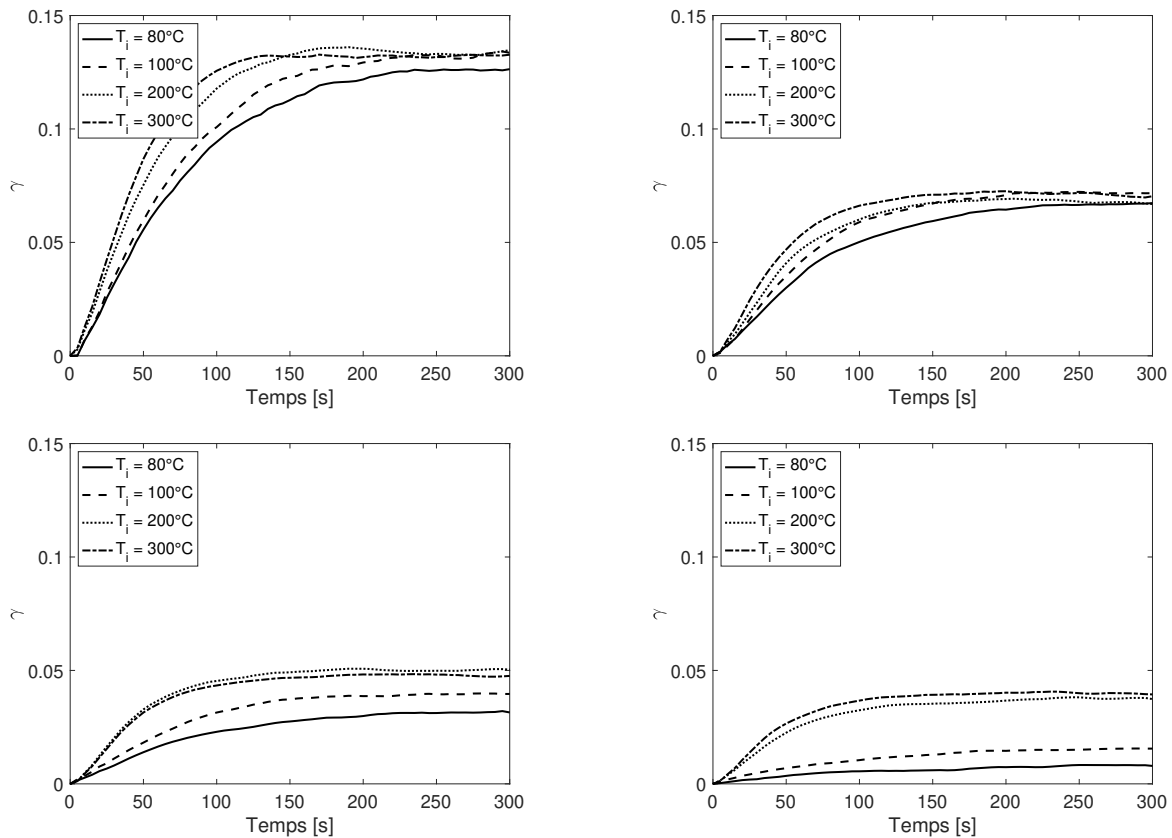 0.15
T_i = 80°C
T_i = 100°C
T_i = 200°C
T_i = 300°C
0.1
γ
0.05
0
0 50 100 150 200 250 300
Temps [s]
0.15
T_i = 80°C
T_i = 100°C
T_i = 200°C
T_i = 300°C
0.1
γ
0.05
0
0 50 100 150 200 250 300
Temps [s]
0.15
T_i = 80°C
T_i = 100°C
T_i = 200°C
T_i = 300°C
0.1
γ
0.05
0
0 50 100 150 200 250 300
Temps [s]
0.15
T_i = 80°C
T_i = 100°C
T_i = 200°C
T_i = 300°C
0.1
γ
0.05
0
0 50 100 150 200 250 300
Temps [s]